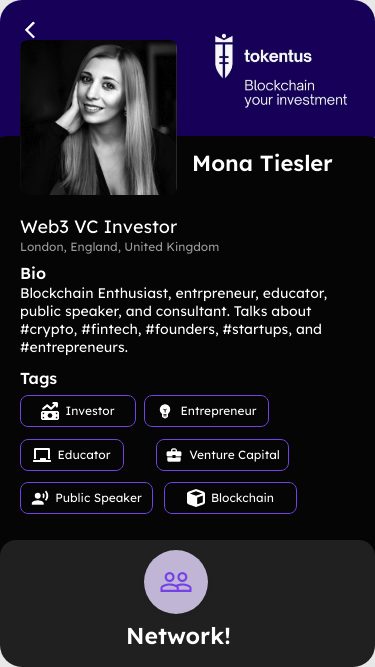 tokentus
Blockchain
your investment
Mona Tiesler
Web3 VC Investor
London, England, United Kingdom
Bio
Blockchain Enthusiast, entrpreneur, educator,
public speaker, and consultant. Talks about
#crypto, #fintech, #founders, #startups, and
#entrepreneurs.
Tags
Investor
Entrepreneur
Educator
Venture Capital
Public Speaker
Blockchain
Network!